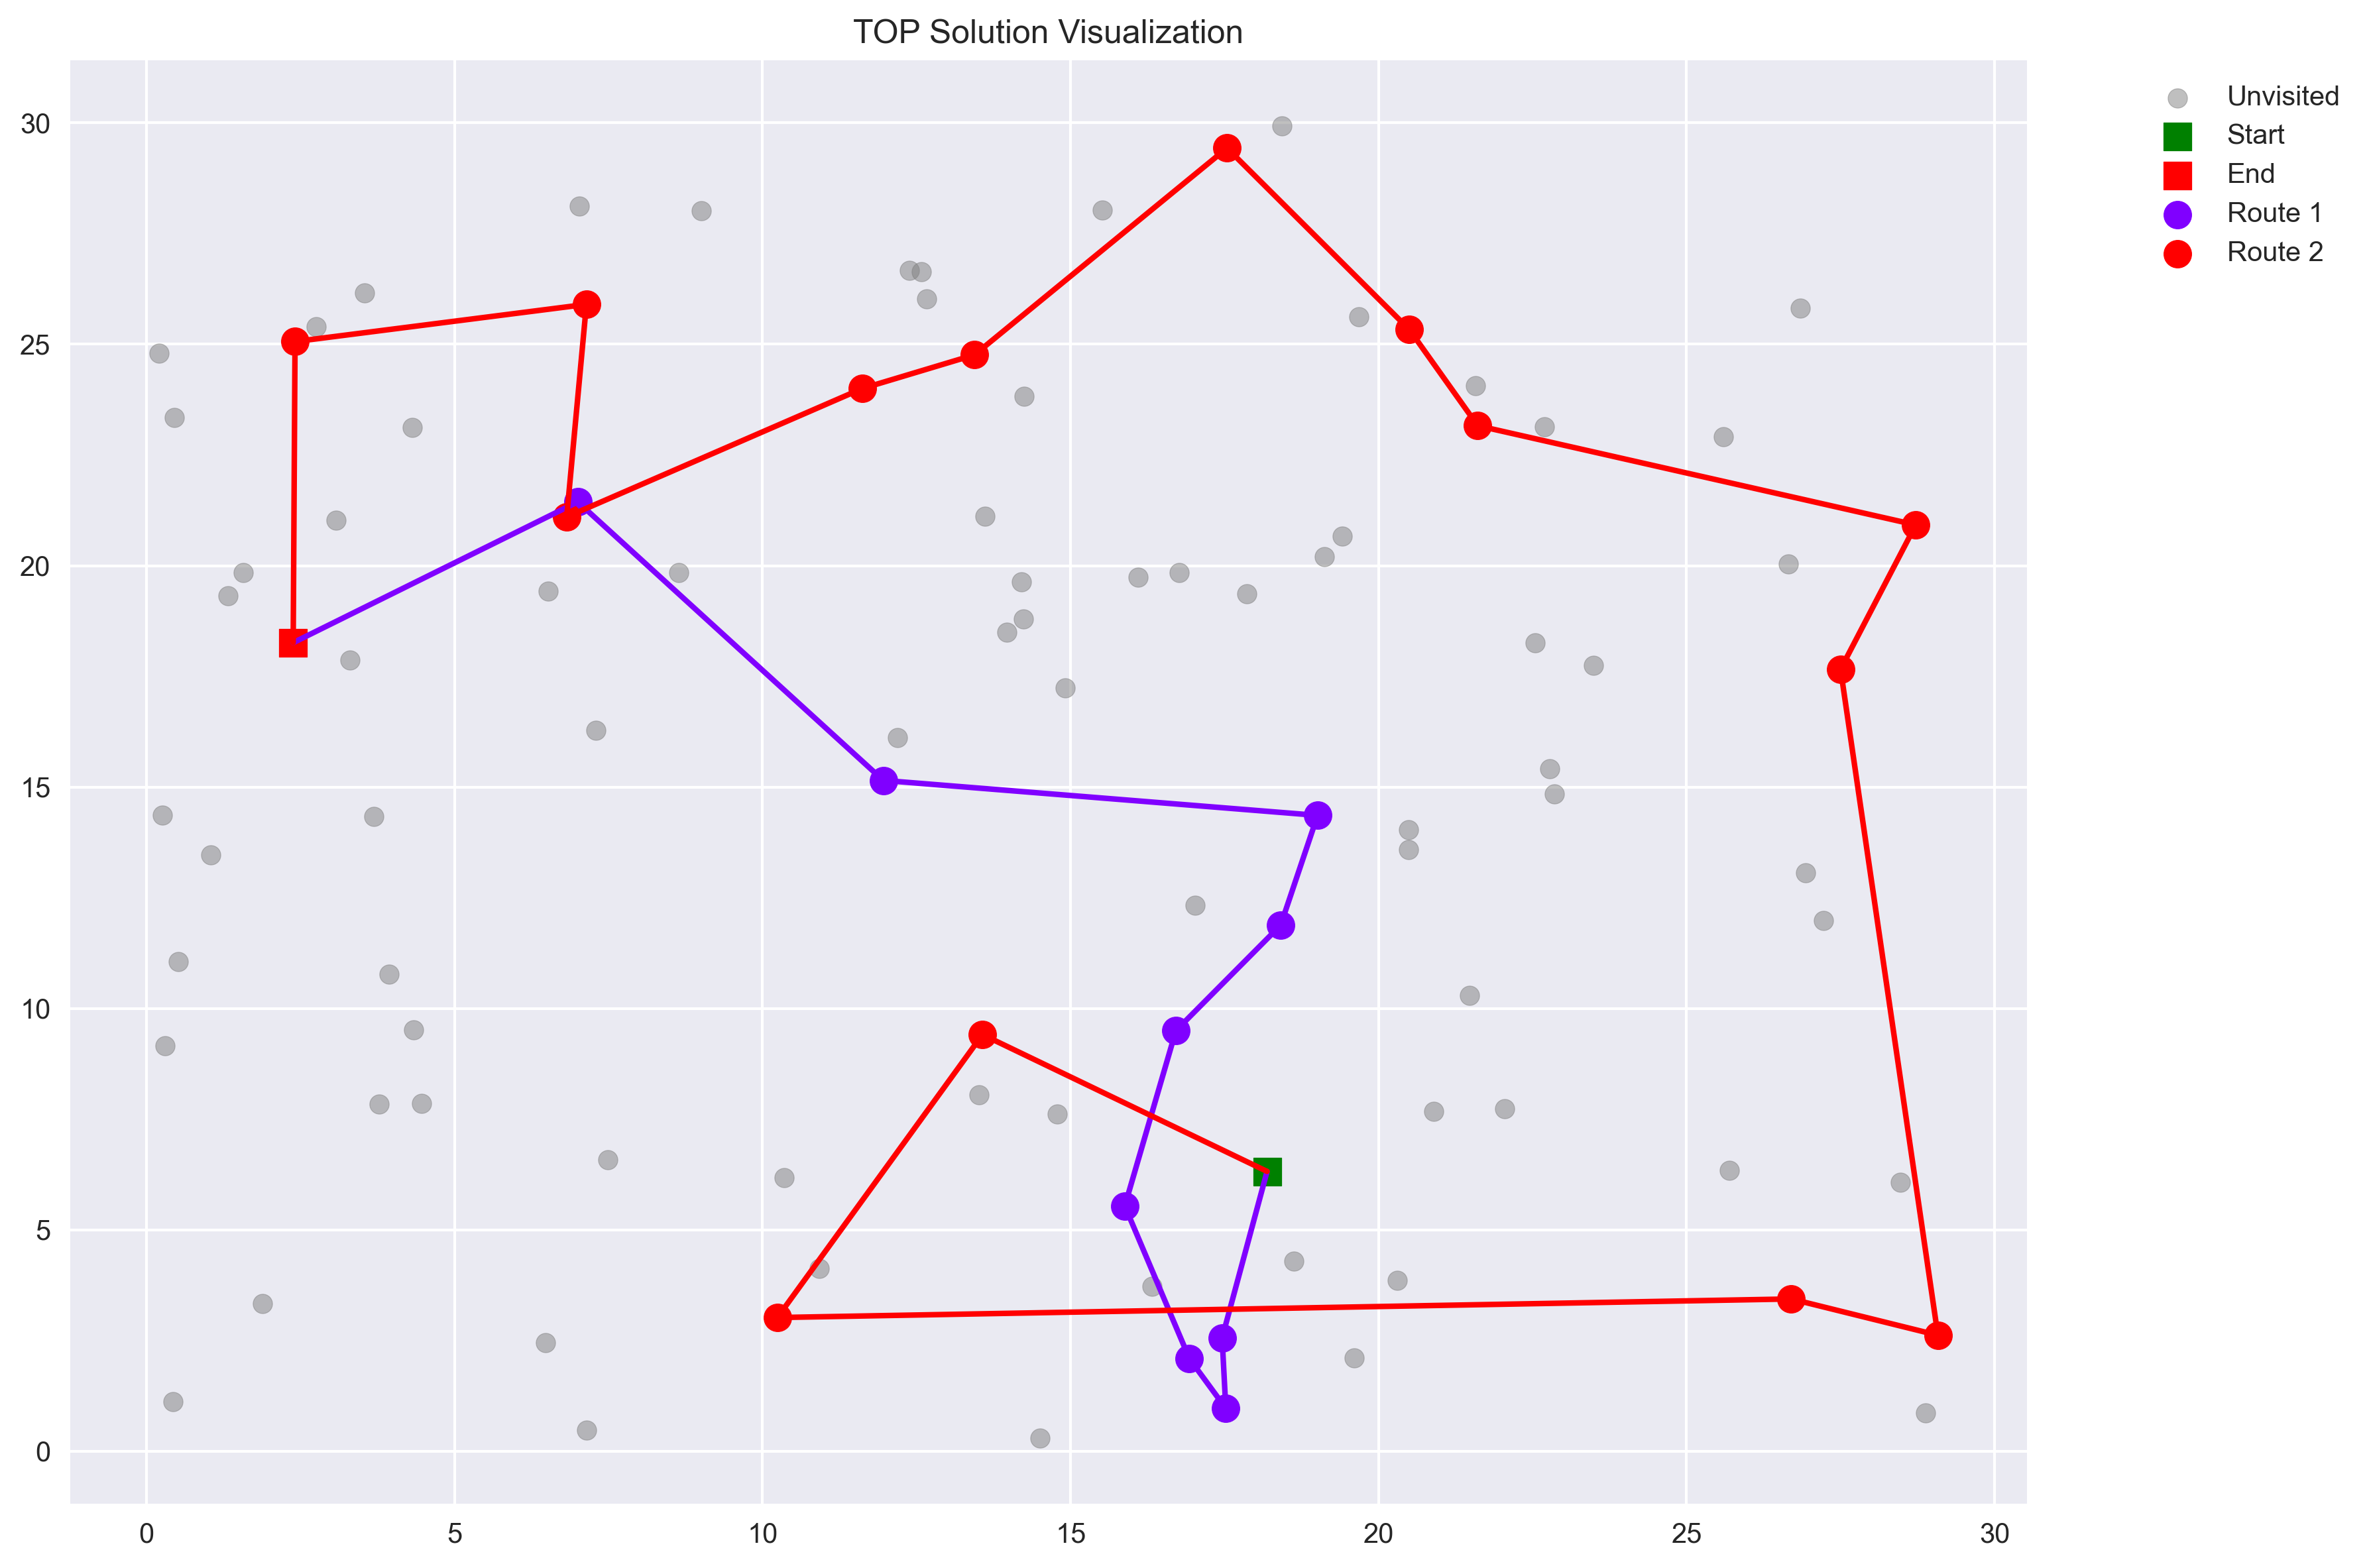 TOP Solution Visualization
Unvisited
Start
End
Route 1
Route 2
30
25
20
15
10
5
0
0 5 10 15 20 25 30